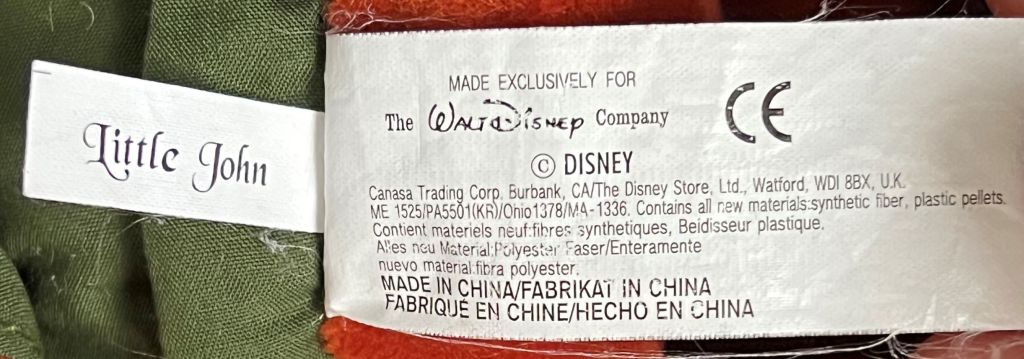 Little John
MADE EXCLUSIVELY FOR
The WALT DISNEY Company
CE
© DISNEY
Canasa Trading Corp. Burbank, CA/The Disney Store, Ltd., Watford, WDI 8BX, U.K.
ME 1525/PA5501(KR)/Ohio1378/MA-1336. Contains all new materials:synthetic fiber, plastic pellets.
Contient materiels neuf:fibres synthetiques, Beidisseur plastique.
Alles neu Material:Polyester Faser/Enteramente
nuevo material:fibra polyester.
MADE IN CHINA/FABRIKAT IN CHINA
FABRIQUÉ EN CHINE/HECHO EN CHINA